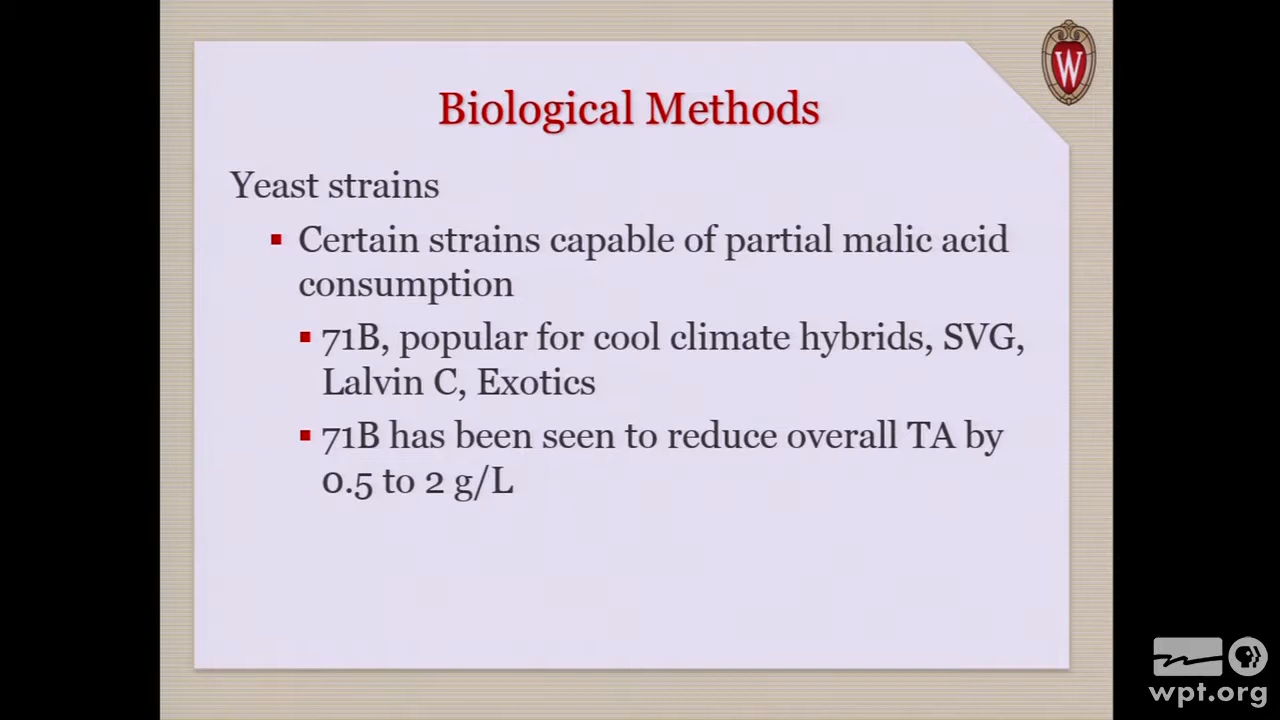 W
Biological Methods
Yeast strains
▪ Certain strains capable of partial malic acid
consumption
▪ 71B, popular for cool climate hybrids, SVG,
Lalvin C, Exotics
▪ 71B has been seen to reduce overall TA by
0.5 to 2 g/L
wpt.org